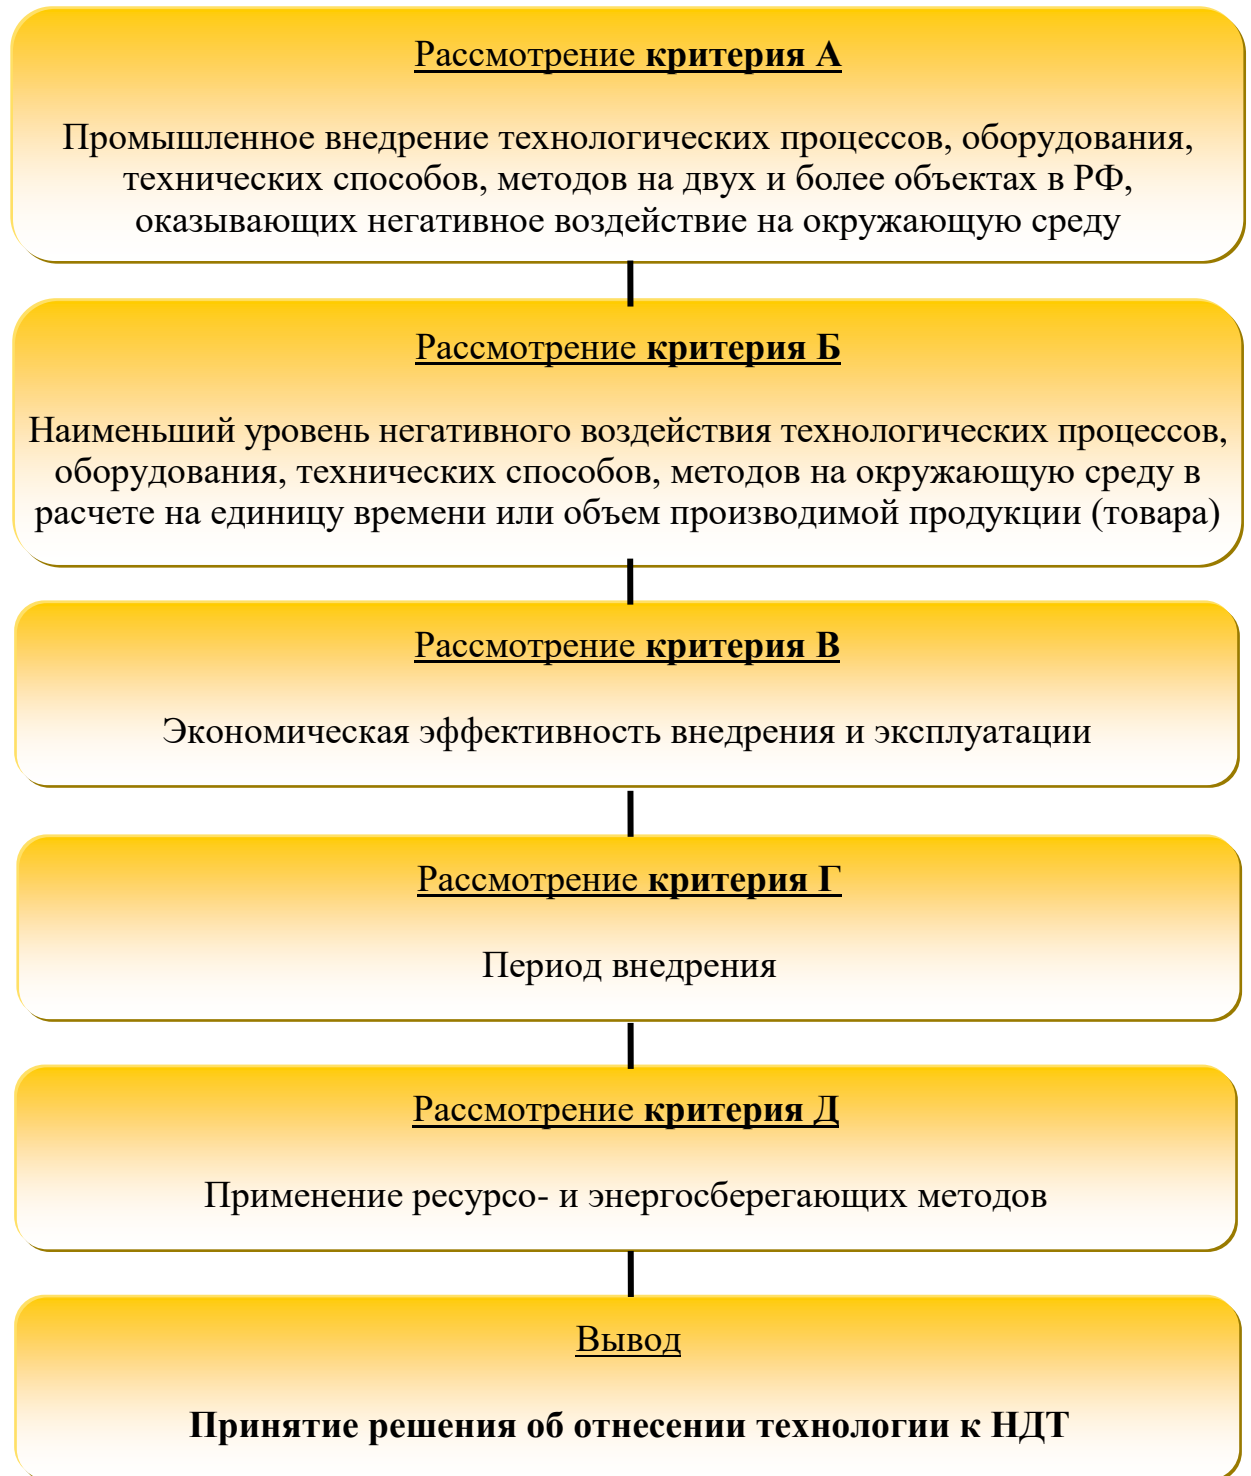 Рассмотрение критерия А
Промышленное внедрение технологических процессов, оборудования,
технических способов, методов на двух и более объектах в РФ,
оказывающих негативное воздействие на окружающую среду
Рассмотрение критерия Б
Наименьший уровень негативного воздействия технологических процессов,
оборудования, технических способов, методов на окружающую среду в
расчете на единицу времени или объем производимой продукции (товара)
Рассмотрение критерия В
Экономическая эффективность внедрения и эксплуатации
Рассмотрение критерия Г
Период внедрения
Рассмотрение критерия Д
Применение ресурсо- и энергосберегающих методов
Вывод
Принятие решения об отнесении технологии к НДТ